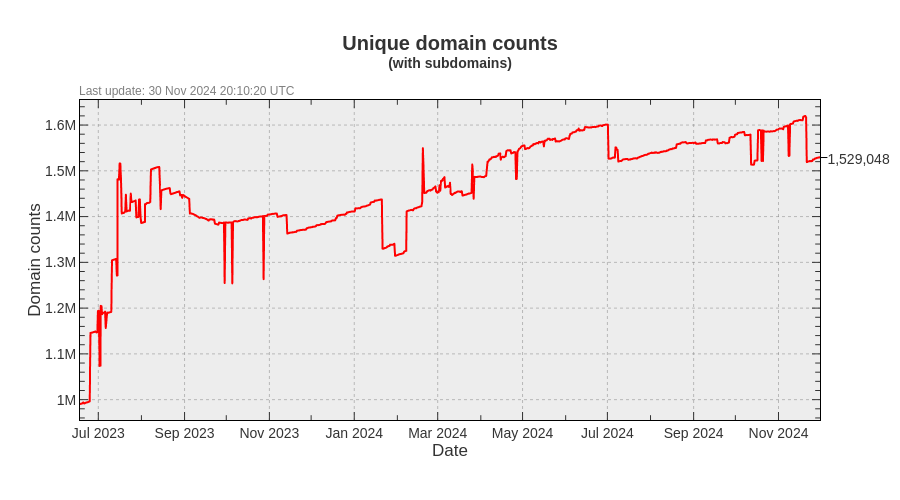 Unique domain counts
(with subdomains)
Last update: 30 Nov 2024 20:10:20 UTC
1.6M
1.5M
1.4M
1.3M
1.2M
1.1M
1M
Domain counts
1,529,048
Jul 2023 Sep 2023 Nov 2023 Jan 2024 Mar 2024 May 2024 Jul 2024 Sep 2024 Nov 2024
Date